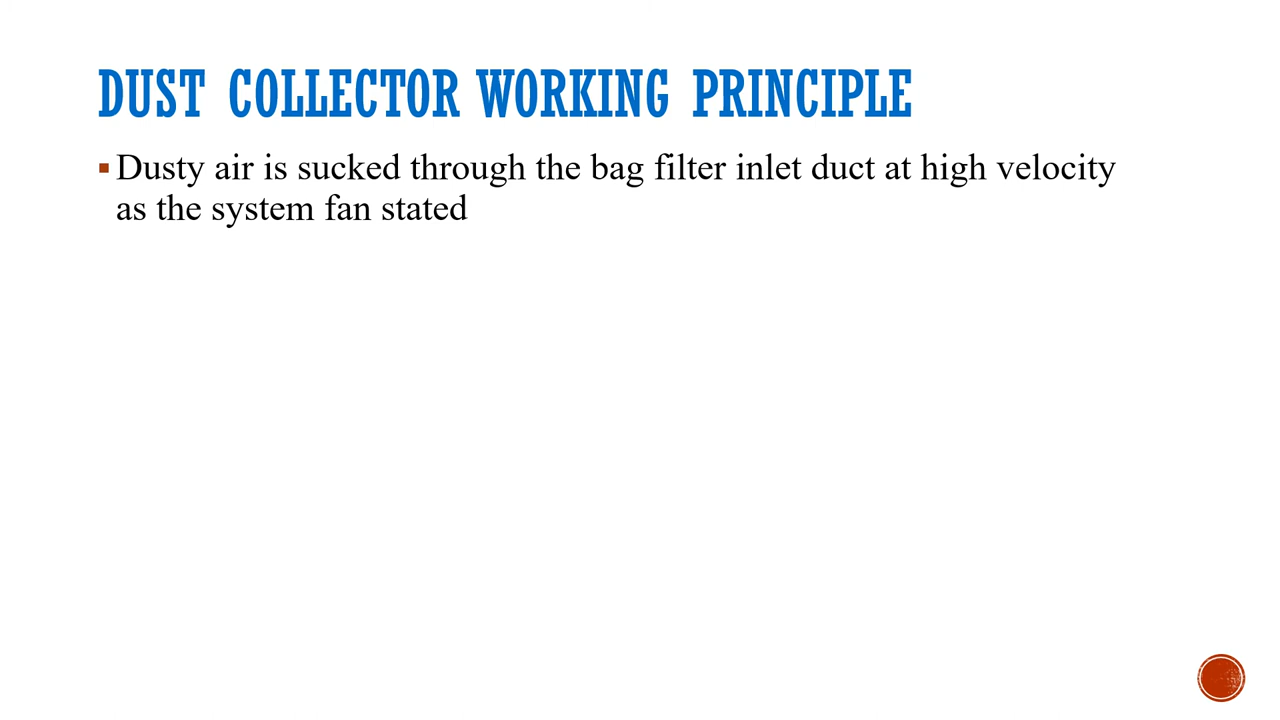 DUST COLLECTOR WORKING PRINCIPLE
Dusty air is sucked through the bag filter inlet duct at high velocity
as the system fan stated